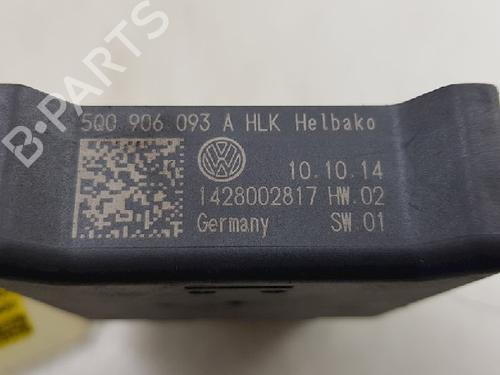 B-PARTS
5Q0 906 093 A HLK Helbako
10.10.14
1428002817 HW.02
Germany SW.01